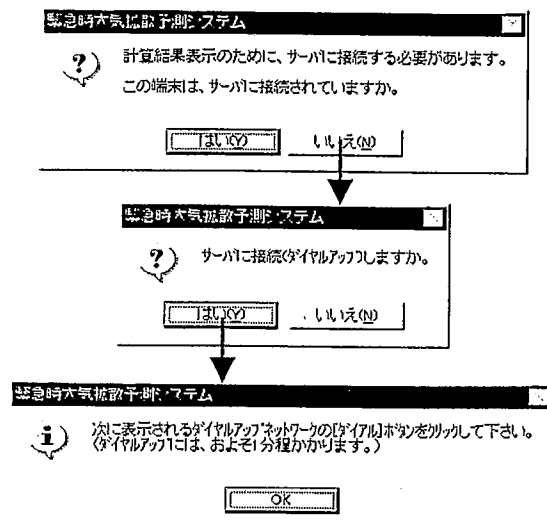 緊急時大気拡散予測システム
計算結果表示のために、サーバに接続する必要があります。
この端末は、サーバに接続されていますか。
はい(Y)
いいえ(N)
緊急時大気拡散予測システム
サーバに接続(ダイヤルアップ)しますか。
はい(Y)
いいえ(N)
緊急時大気拡散予測システム
次に表示されるダイヤルアップネットワークの[ダイアル]ボタンをクリックして下さい。
(ダイヤルアップには、およそ1分程かかります。)
OK